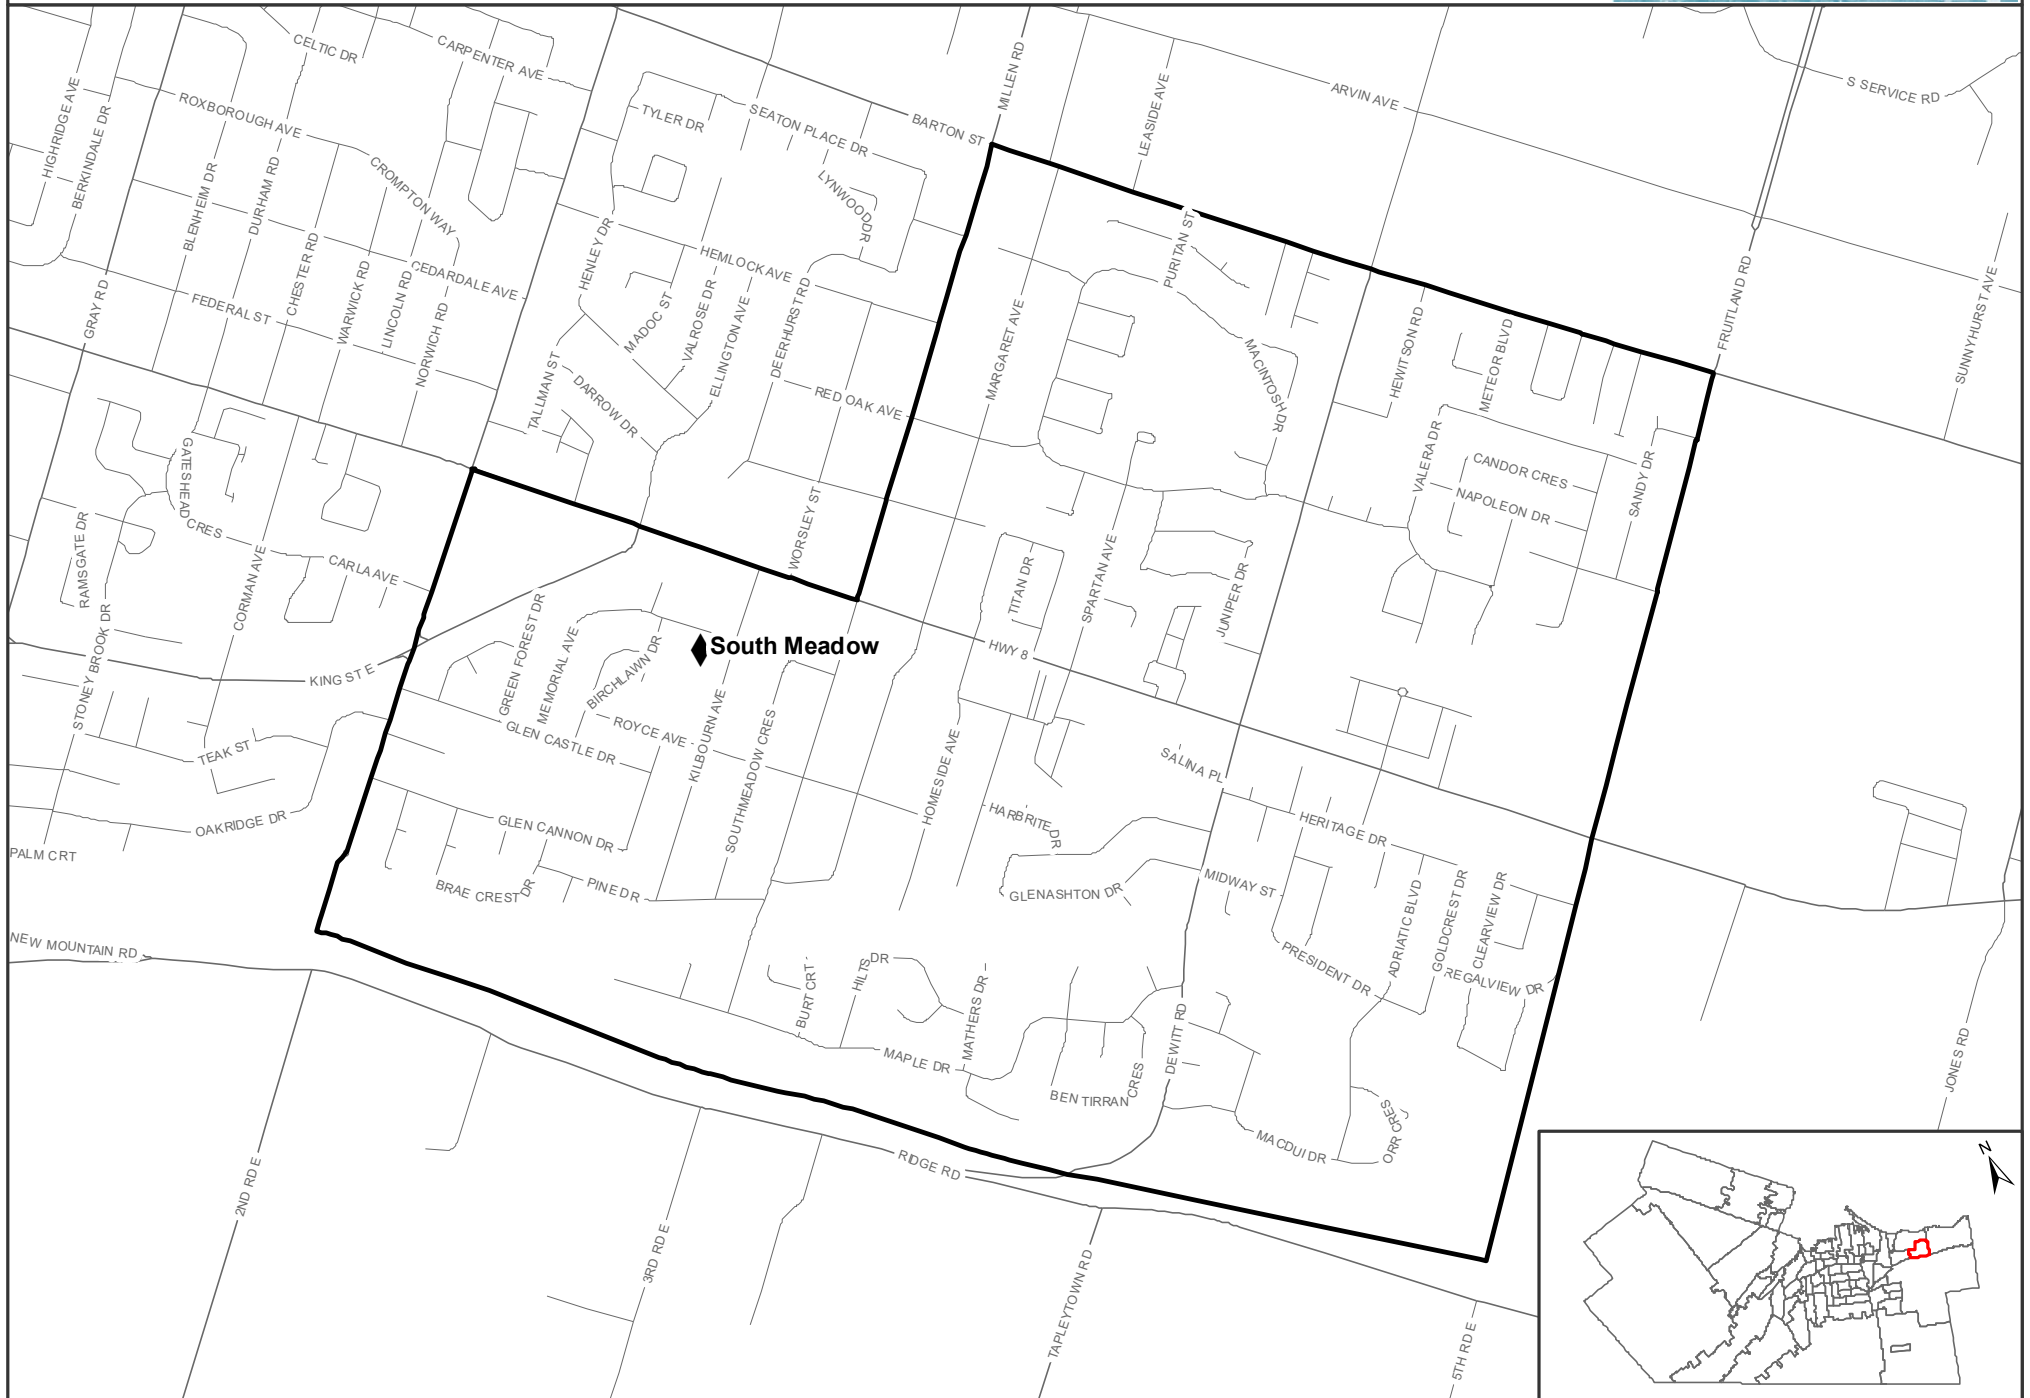 CELTIC DR
CARPENTER AVE
HIGHRIDGE AVE
BERKINDALE DR
ROXBOROUGH AVE
TYLER DR
SEATON PLACE DR
BARTON ST
MILLEN RD
LEASIDE AVE
ARVIN AVE
S SERVICE RD
BLENHEIM DR
DURHAM RD
CROMPTON WAY
LYNWOOD DR
CHESTER RD
WARWICK RD
LINCOLN RD
NORWICH RD
CEDARDALE AVE
HENLEY DR
HEMLOCK AVE
PURITAN ST
GRAY RD
FEDERAL ST
MADOC ST
VALROSE DR
ELLINGTON AVE
DEERHURST RD
MARGARET AVE
MACINTOSH DR
HEWITSON RD
METEOR BLVD
FRUITLAND RD
SUNNYHURST AVE
TALLMAN ST
DARROW DR
RED OAK AVE
GATESHEAD
CRES
VALERA DR
CANDOR CRES
NAPOLEON DR
SANDY DR
RAMSGATE DR
CORMAN AVE
CARLA AVE
WORSLEY ST
TITAN DR
SPARTAN AVE
JUNIPER DR
STONEY BROOK DR
KING ST E
GREEN FOREST DR
MEMORIAL AVE
BIRCHLAWN DR
South Meadow
HWY 8
TEAK ST
GLEN CASTLE DR
ROYCE AVE
KILBOURN AVE
SOUTHMEADOW CRES
HOMESIDE AVE
SALINA PL
OAKRIDGE DR
PALM CRT
GLEN CANNON DR
HARBRITE DR
HERITAGE DR
BRAE CREST
DR
PINE DR
GLENASHTON DR
MIDWAY ST
ADRIATIC BLVD
GOLDCREST DR
CLEARVIEW DR
NEW MOUNTAIN RD
BURT CRT
HILTS
DR
MATHERS DR
PRESIDENT DR
REGALVIEW DR
MAPLE DR
BEN TIRRAN
CRES
DEWITT RD
JONES RD
MACDUI DR
ORR CRES
RIDGE RD
2ND RD E
3RD RD E
TAPLEYTOWN RD
5TH RD E
N